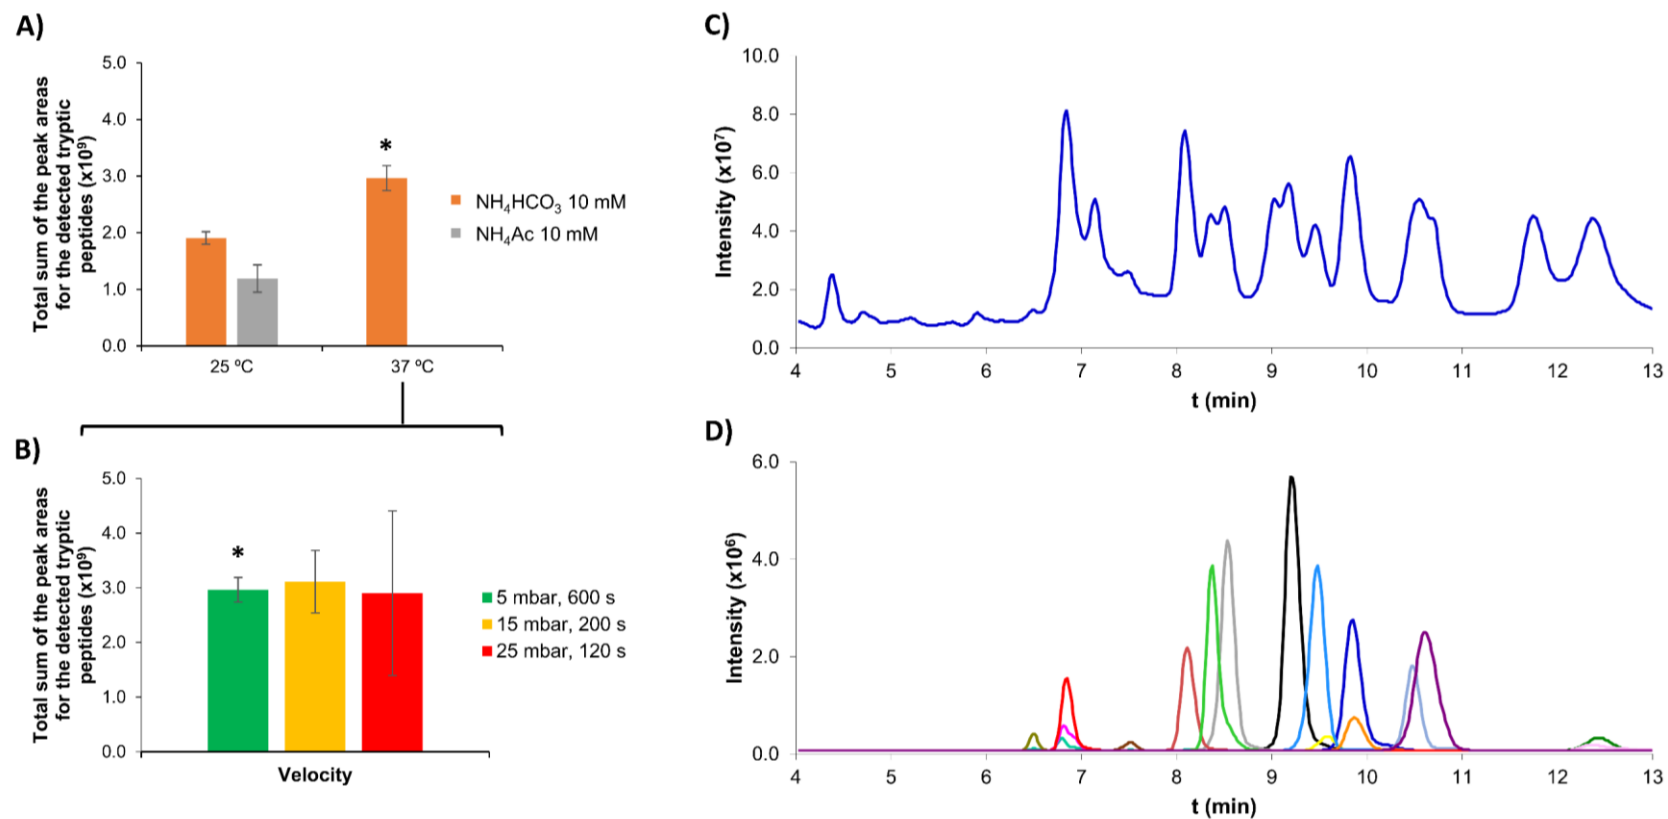 A)
Total sum of the peak areas
for the detected tryptic
peptides (x10⁹)
5.0
4.0
3.0
2.0
1.0
0.0
*
25 ºC
37 ºC
NH₄HCO₃ 10 mM
NH₄Ac 10 mM
B)
Total sum of the peak areas
for the detected tryptic
peptides (x10⁹)
5.0
4.0
3.0
2.0
1.0
0.0
*
Velocity
5 mbar, 600 s
15 mbar, 200 s
25 mbar, 120 s
C)
Intensity (x10⁷)
10.0
8.0
6.0
4.0
2.0
0.0
4 5 6 7 8 9 10 11 12 13
t (min)
D)
Intensity (x10⁶)
6.0
4.0
2.0
0.0
4 5 6 7 8 9 10 11 12 13
t (min)